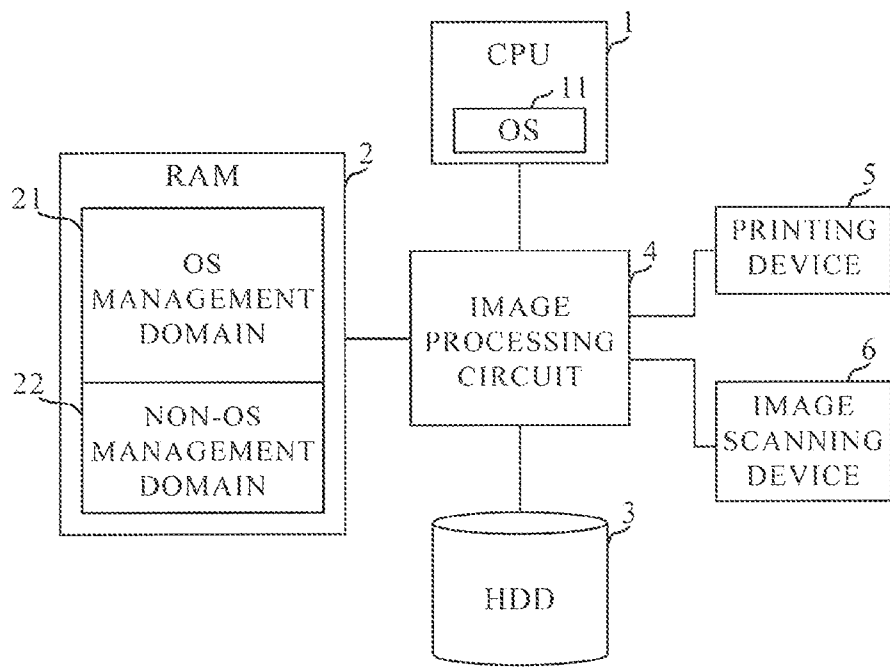 1
CPU
11
OS
2
RAM
21
OS
MANAGEMENT
DOMAIN
22
NON-OS
MANAGEMENT
DOMAIN
4
IMAGE
PROCESSING
CIRCUIT
5
PRINTING
DEVICE
6
IMAGE
SCANNING
DEVICE
3
HDD